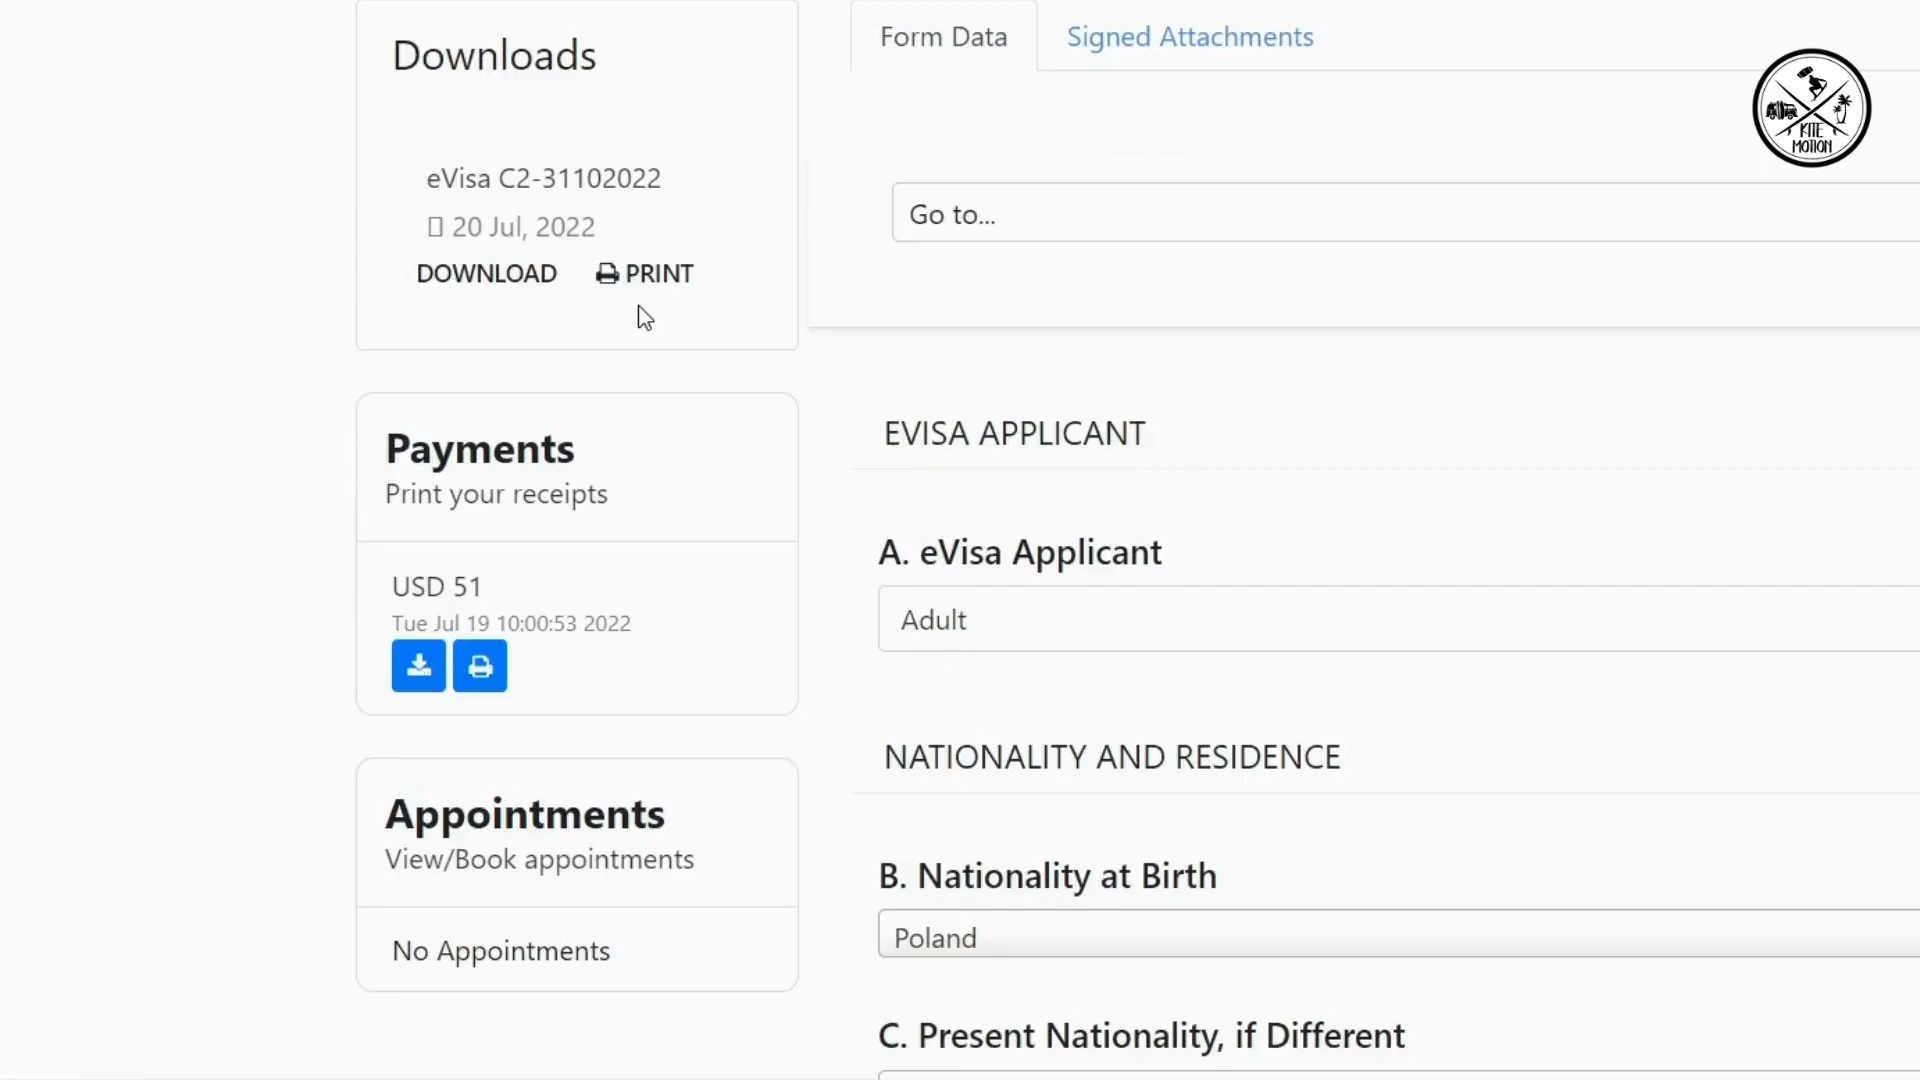 Downloads
eVisa C2-31102022
20 Jul, 2022
DOWNLOAD
PRINT
Payments
Print your receipts
USD 51
Tue Jul 19 10:00:53 2022
Appointments
View/Book appointments
No Appointments
Form Data
Signed Attachments
KITE
MOTION
Go to...
EVISA APPLICANT
A. eVisa Applicant
Adult
NATIONALITY AND RESIDENCE
B. Nationality at Birth
Poland
C. Present Nationality, if Different